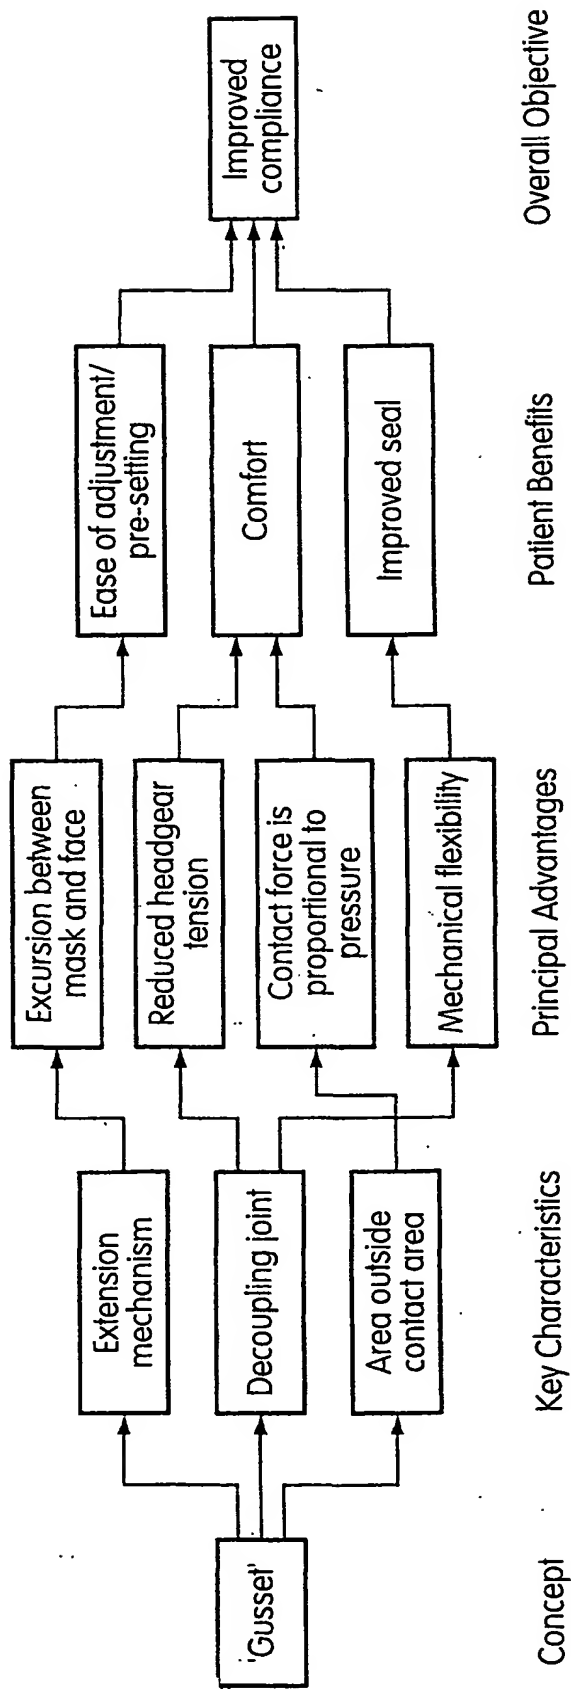 'Gusset'
Extension
mechanism
Decoupling joint
Area outside
contact area
Excursion between
mask and face
Reduced headgear
tension
Contact force is
proportional to
pressure
Mechanical flexibility
Ease of adjustment/
pre-setting
Comfort
Improved seal
Improved
compliance
Concept
Key Characteristics
Principal Advantages
Patient Benefits
Overall Objective